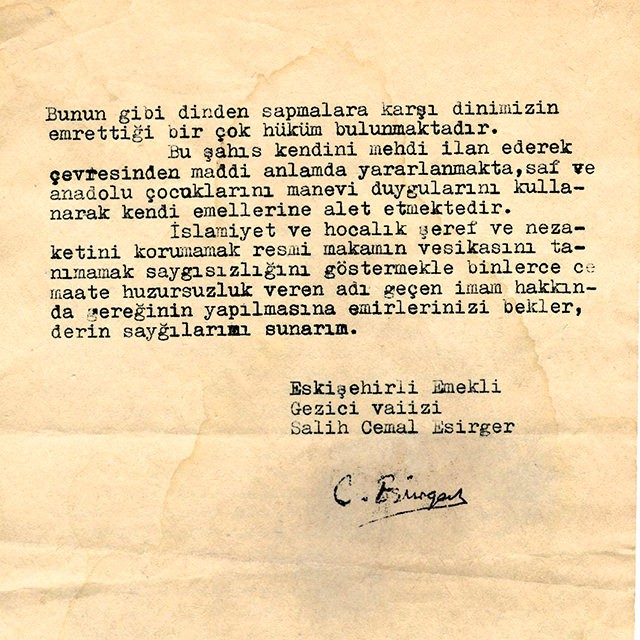 Bunun gibi dinden sapmalara karşı dinimizin
emrettiği bir çok hüküm bulunmaktadır.
Bu şahıs kendini mehdi ilan ederek
çevresinden maddi anlamda yararlanmakta,saf ve
anadolu çocuklarını manevi duygularını kulla-
narak kendi emellerine alet etmektedir.
İslamiyet ve hocalık şeref ve neza-
ketini korumamak resmi makamın vesikasını ta-
nımamak saygısızlığını göstermekle binlerce ce
maate huzursuzluk veren adı geçen imam hakkın-
da gereğinin yapılmasına emirlerinizi bekler,
derin sayğılarımı sunarım.
Eskişehirli Emekli
Gezici vaiizi
Salih Cemal Esirger
C. Esirger